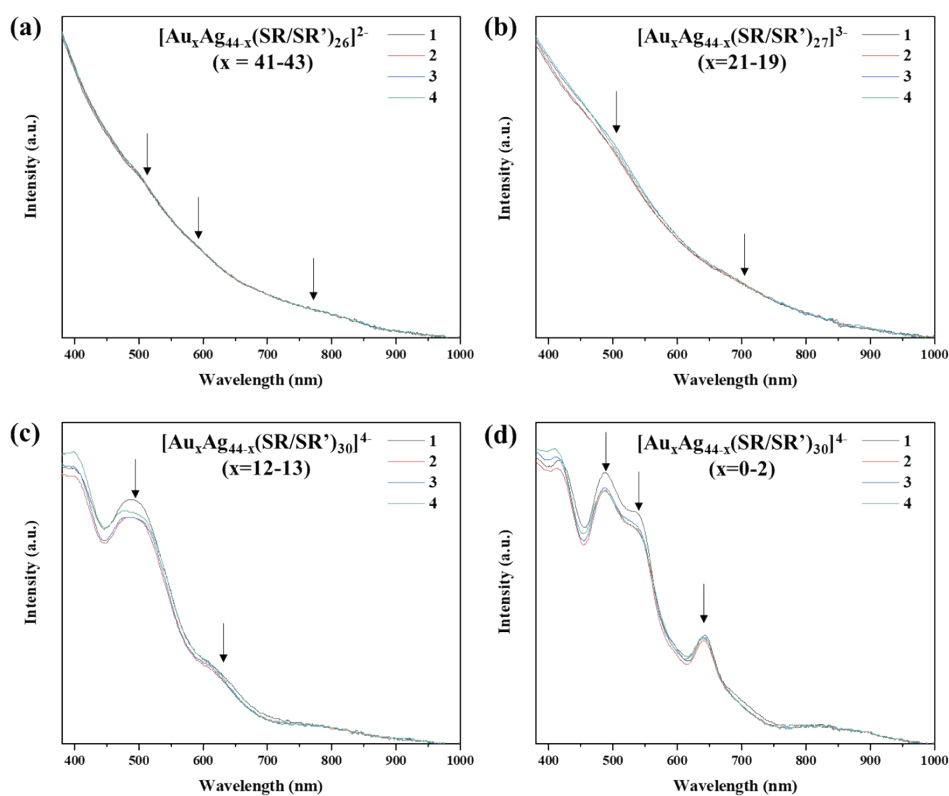 (a)
[AuₓAg₄₄₋ₓ(SR/SR’)₂₆]²⁻
(x = 41-43)
1
2
3
4
Intensity (a.u.)
400 500 600 700 800 900 1000
Wavelength (nm)
(b)
[AuₓAg₄₄₋ₓ(SR/SR’)₂₇]³⁻
(x=21-19)
1
2
3
4
Intensity (a.u.)
400 500 600 700 800 900 1000
Wavelength (nm)
(c)
[AuₓAg₄₄₋ₓ(SR/SR’)₃₀]⁴⁻
(x=12-13)
1
2
3
4
Intensity (a.u.)
400 500 600 700 800 900 1000
Wavelength (nm)
(d)
[AuₓAg₄₄₋ₓ(SR/SR’)₃₀]⁴⁻
(x=0-2)
1
2
3
4
Intensity (a.u.)
400 500 600 700 800 900 1000
Wavelength (nm)